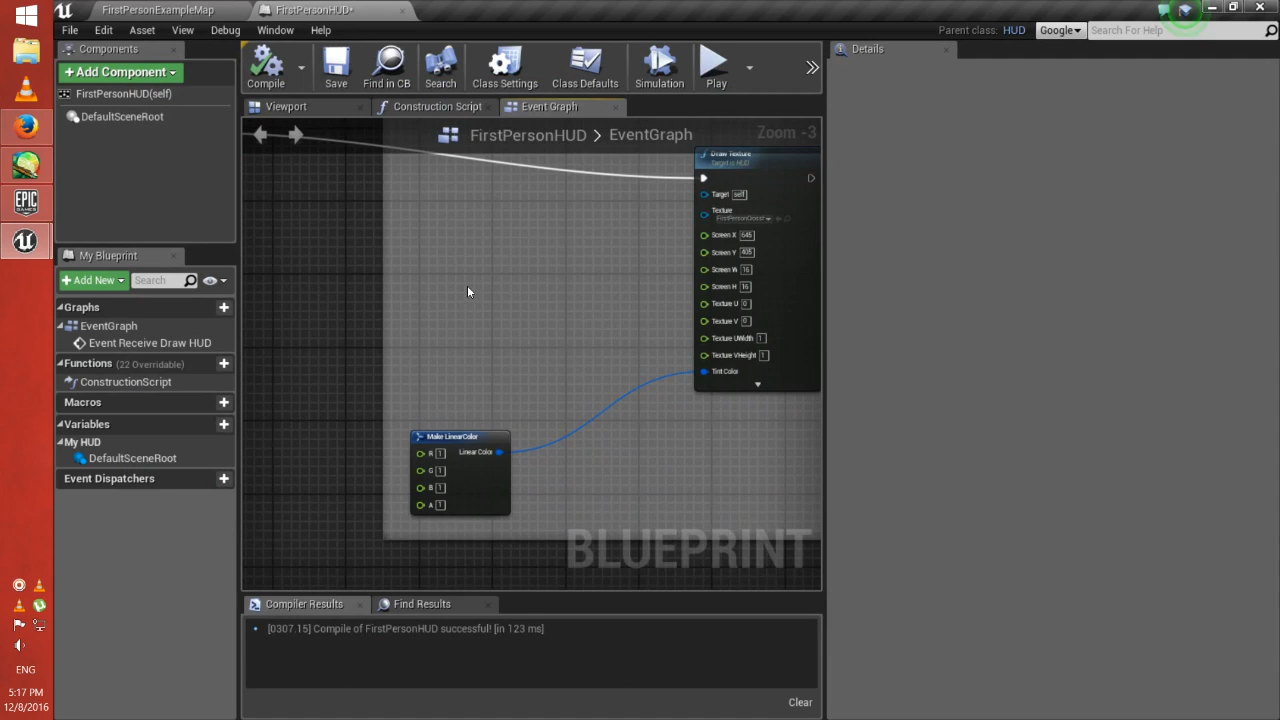 FirstPersonExampleMap
FirstPersonHUD*
File Edit Asset View Debug Window Help
Parent class: HUD
Google
Search For Help
Components
+Add Component
FirstPersonHUD(self)
DefaultSceneRoot
Compile
Save
Find in CB
Search
Class Settings
Class Defaults
Simulation
Play
Details
Viewport
Construction Script
Event Graph
FirstPersonHUD > EventGraph
Zoom -3
Draw Texture
Target is HUD
Target self
Texture
Screen X 645
Screen Y 405
Screen W 16
Screen H 16
Texture U 0
Texture V 0
Texture UWidth 1
Texture VHeight 1
Tint Color
Make LinearColor
R 1 Linear Color
G 1
B 1
A 1
BLUEPRINT
My Blueprint
+Add New
Search
Graphs
EventGraph
Event Receive Draw HUD
Functions (22 Overridable)
ConstructionScript
Macros
Variables
My HUD
DefaultSceneRoot
Event Dispatchers
Compiler Results
Find Results
[0307.15] Compile of FirstPersonHUD successful! [in 123 ms]
Clear
EPIC
GAMES
ENG
5:17 PM
12/8/2016